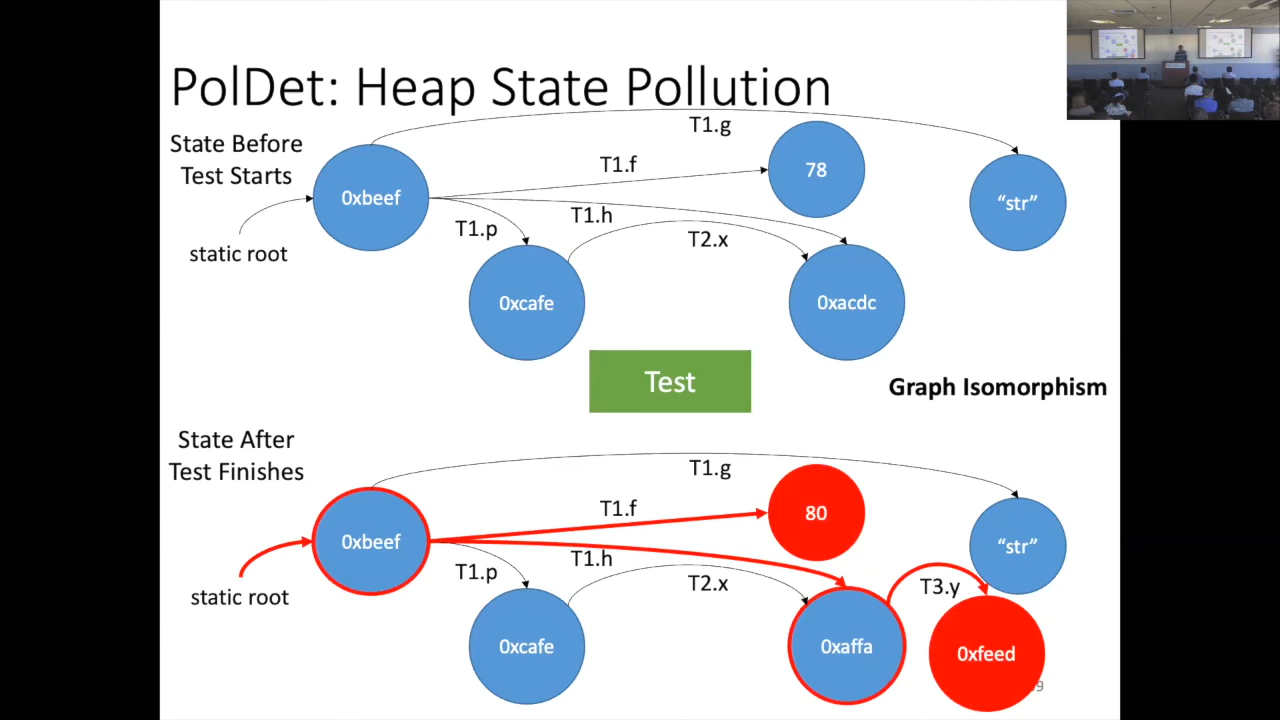 PolDet: Heap State Pollution
State Before
Test Starts
static root
0xbeef
T1.g
T1.f
78
"str"
T1.p
T1.h
T2.x
0xcafe
0xacdc
Test
Graph Isomorphism
State After
Test Finishes
static root
0xbeef
T1.g
T1.f
80
"str"
T1.p
T1.h
T2.x
T3.y
0xcafe
0xaffa
0xfeed